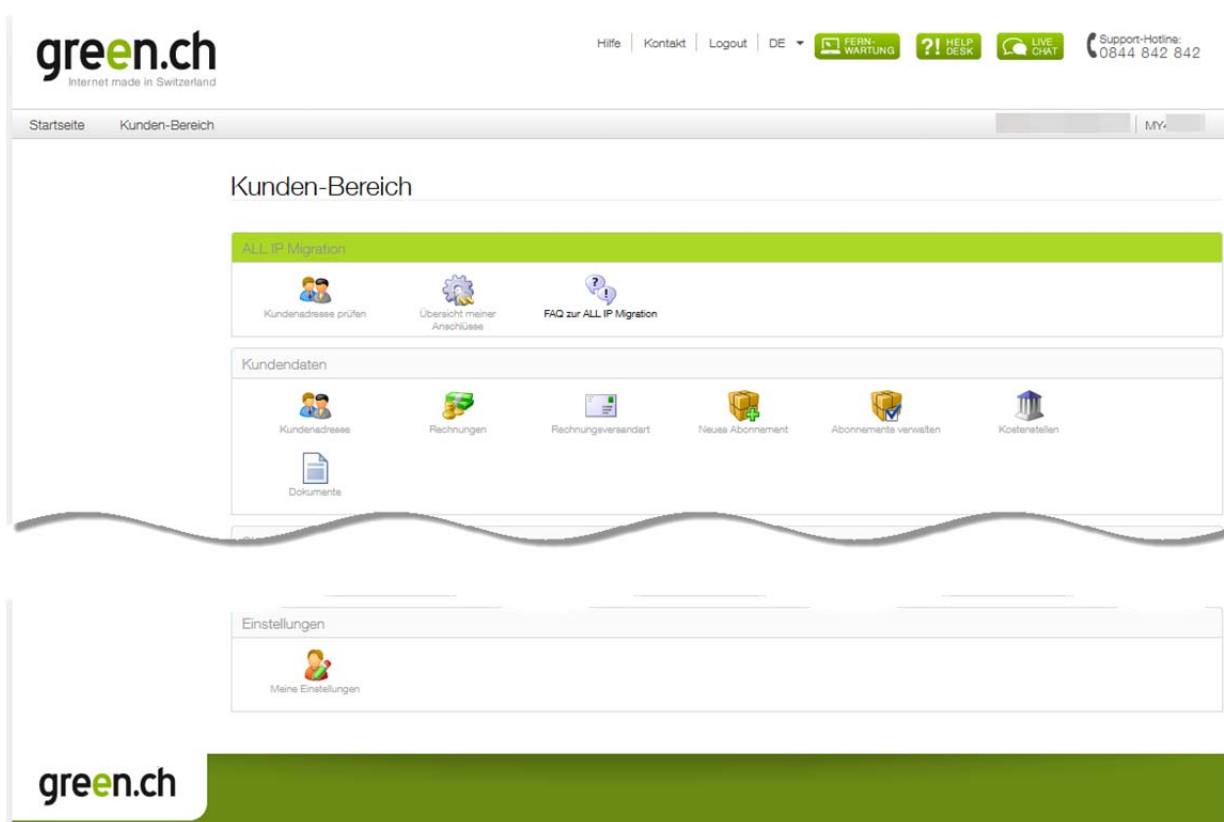 green.ch
Internet made in Switzerland
Hilfe Kontakt Logout DE FERN-WARTUNG ?! HELP DESK LIVE CHAT Support-Hotline: 0844 842 842
Startseite Kunden-Bereich MY
Kunden-Bereich
ALL IP Migration
? !
Kundenadresse prüfen Übersicht meiner FAQ zur ALL IP Migration
Anschlüsse
Kundendaten
Kundenadresse Rechnungen Rechnungsversandart Neues Abonnement Abonnemente verwalten Kostenstellen
Dokumente
Einstellungen
Meine Einstellungen
green.ch